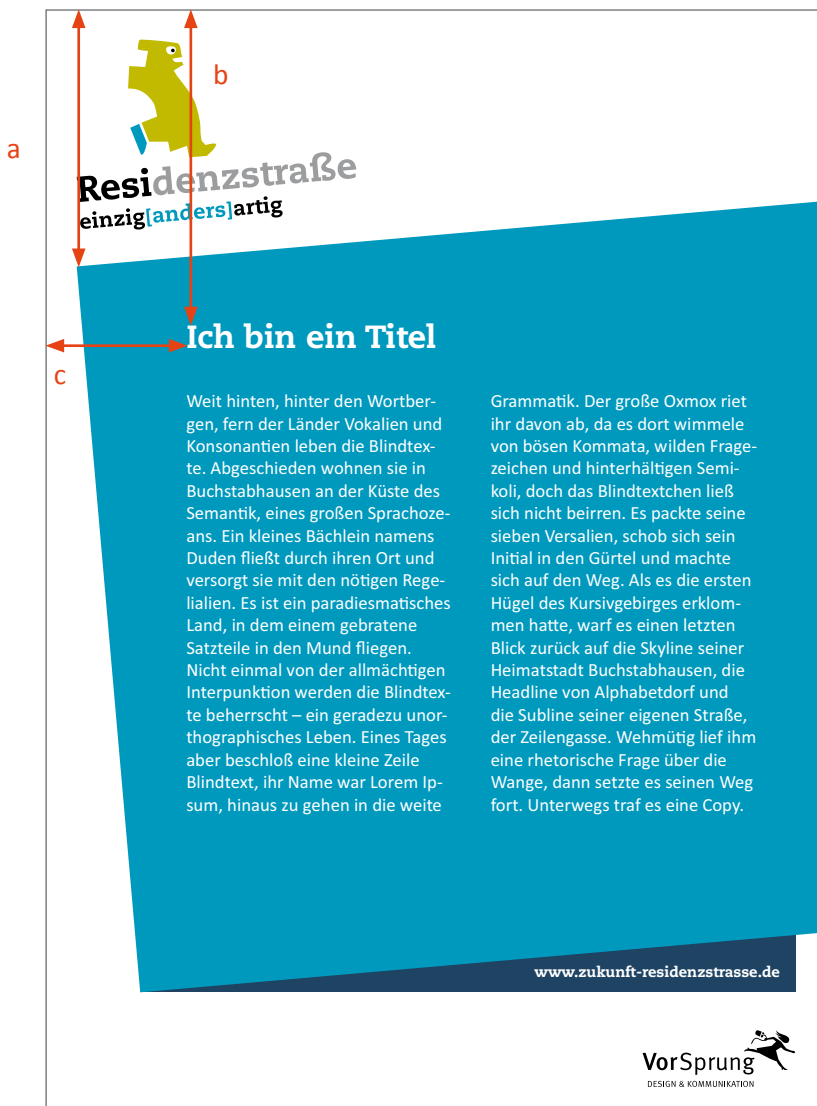 a
b
Residenzstraße
einzig[anders]artig
Ich bin ein Titel
c
Weit hinten, hinter den Wortber-
gen, fern der Länder Vokalien und
Konsonantien leben die Blindtex-
te. Abgeschieden wohnen sie in
Buchstabhausen an der Küste des
Semantik, eines großen Sprachoze-
ans. Ein kleines Bächlein namens
Duden fließt durch ihren Ort und
versorgt sie mit den nötigen Rege-
lialien. Es ist ein paradiesmatisches
Land, in dem einem gebratene
Satzteile in den Mund fliegen.
Nicht einmal von der allmächtigen
Interpunktion werden die Blindtex-
te beherrscht – ein geradezu unor-
thographisches Leben. Eines Tages
aber beschloß eine kleine Zeile
Blindtext, ihr Name war Lorem Ip-
sum, hinaus zu gehen in die weite
Grammatik. Der große Oxmox riet
ihr davon ab, da es dort wimmele
von bösen Kommata, wilden Frage-
zeichen und hinterhältigen Semi-
koli, doch das Blindtextchen ließ
sich nicht beirren. Es packte seine
sieben Versalien, schob sich sein
Initial in den Gürtel und machte
sich auf den Weg. Als es die ersten
Hügel des Kursivgebirges erklom-
men hatte, warf es einen letzten
Blick zurück auf die Skyline seiner
Heimatstadt Buchstabhausen, die
Headline von Alphabetdorf und
die Subline seiner eigenen Straße,
der Zeilengasse. Wehmütig lief ihm
eine rhetorische Frage über die
Wange, dann setzte es seinen Weg
fort. Unterwegs traf es eine Copy.
www.zukunft-residenzstrasse.de
VorSprung
DESIGN & KOMMUNIKATION